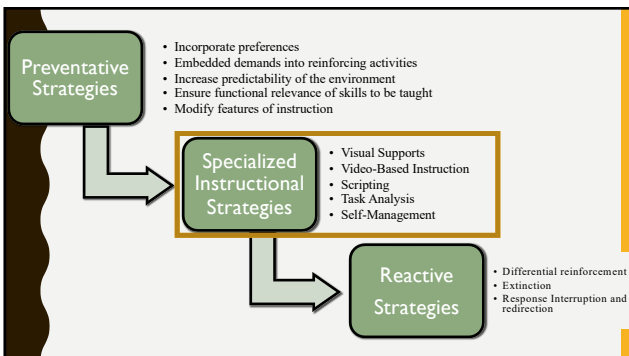 Preventative
Strategies
• Incorporate preferences
• Embedded demands into reinforcing activities
• Increase predictability of the environment
• Ensure functional relevance of skills to be taught
• Modify features of instruction
Specialized
Instructional
Strategies
• Visual Supports
• Video-Based Instruction
• Scripting
• Task Analysis
• Self-Management
Reactive
Strategies
• Differential reinforcement
• Extinction
• Response Interruption and
redirection